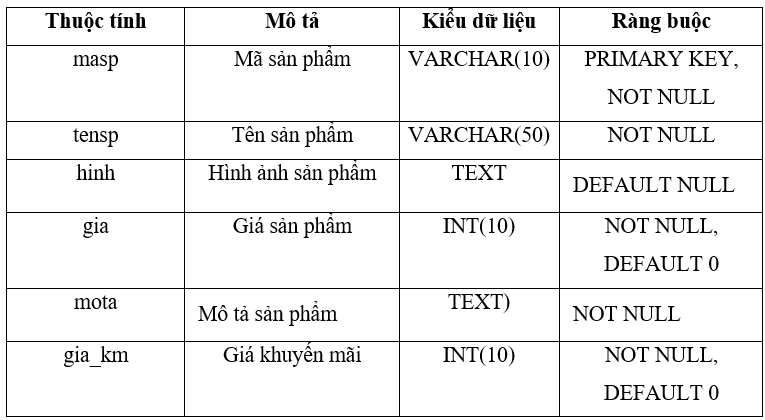 Thuộc tính Mô tả Kiểu dữ liệu Ràng buộc
masp Mã sản phẩm VARCHAR(10) PRIMARY KEY,
NOT NULL
tensp Tên sản phẩm VARCHAR(50) NOT NULL
hinh Hình ảnh sản phẩm TEXT DEFAULT NULL
gia Giá sản phẩm INT(10) NOT NULL,
DEFAULT 0
mota Mô tả sản phẩm TEXT) NOT NULL
gia_km Giá khuyến mãi INT(10) NOT NULL,
DEFAULT 0